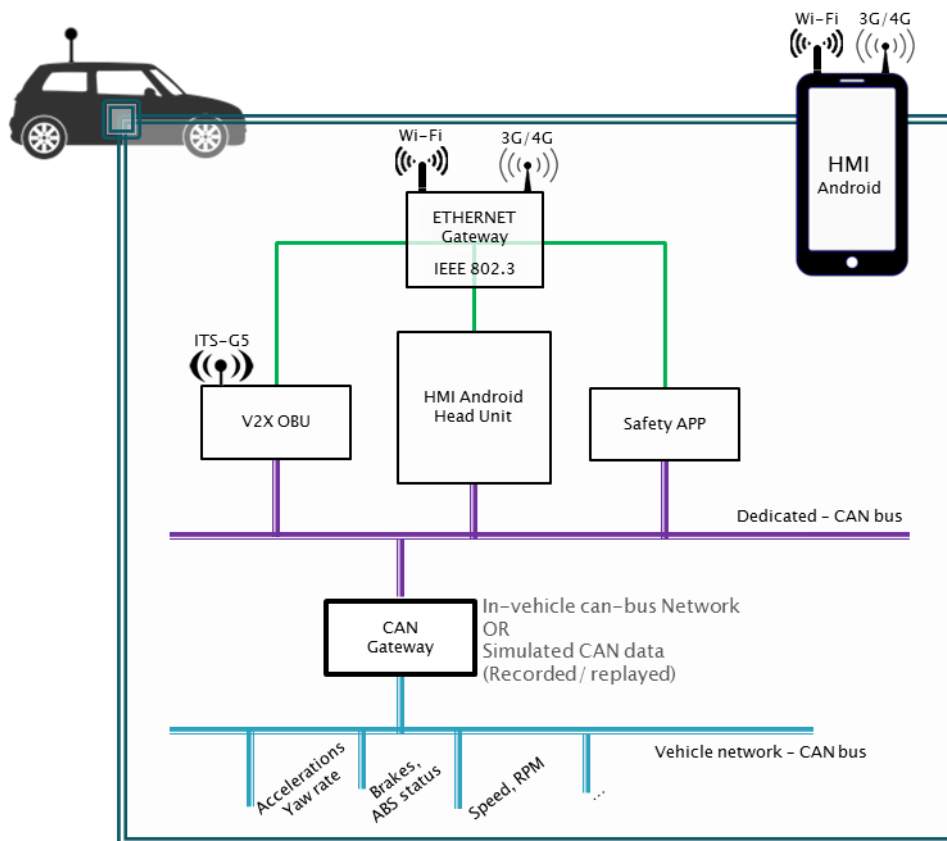 Wi-Fi
3G/4G
HMI
Android
Wi-Fi
3G/4G
ETHERNET
Gateway
IEEE 802.3
ITS-G5
V2X OBU
HMI Android
Head Unit
Safety APP
Dedicated - CAN bus
CAN
Gateway
In-vehicle can-bus Network
OR
Simulated CAN data
(Recorded/ replayed)
Vehicle network - CAN bus
Accelerations
Yaw rate
Brakes,
ABS status
Speed, RPM
...